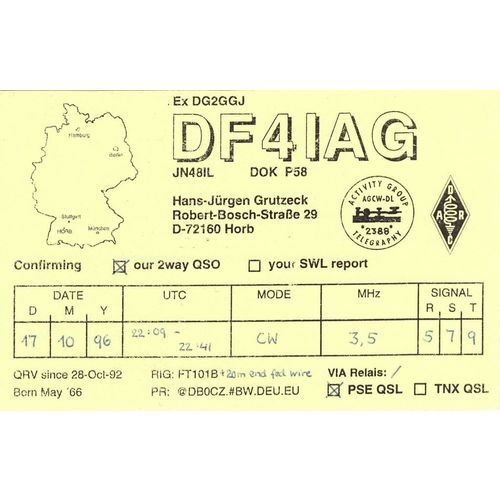 Ex DG2GGJ
DF4IAG
JN48IL DOK P58
Hans-Jürgen Grutzeck
Robert-Bosch-Straße 29
D-72160 Horb
Hamburg
Berlin
Stuttgart
HORB
München
ACTIVITY GROUP
AGCW-DL
*2388*
TELEGRAPHY
D
A R
C
Confirming ☒ our 2way QSO ☐ your SWL report
DATE UTC MODE MHz SIGNAL
D M Y R S T
17 10 96 22:09 - 22:41 CW 3,5 5 7 9
QRV since 28-Oct-92 RIG: FT101B + 20m end fed wire VIA Relais: /
Born May '66 PR: @DB0CZ.#BW.DEU.EU ☒ PSE QSL ☐ TNX QSL